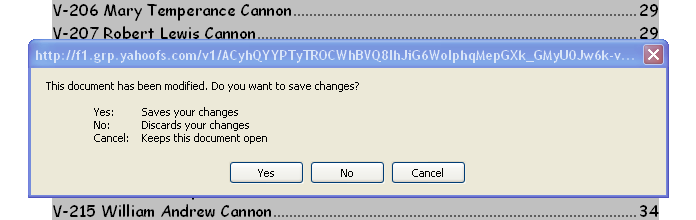 V-206 Mary Temperance Cannon........................................................................29
V-207 Robert Lewis Cannon............................................................................29
http://f1.grp.yahoofs.com/v1/ACyhQYYPTyTROCWhBVQ8IhJiG6WolphqMepGXk_GMyU0Jw6k-v...
This document has been modified. Do you want to save changes?
Yes: Saves your changes
No: Discards your changes
Cancel: Keeps this document open
Yes No Cancel
V-215 William Andrew Cannon........................................................................34